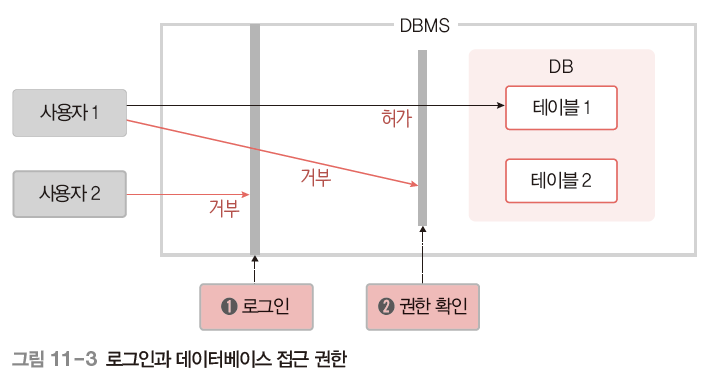 DBMS
DB
사용자 1
허가
테이블 1
거부
테이블 2
사용자 2
거부
❶ 로그인
❷ 권한 확인
그림 11-3 로그인과 데이터베이스 접근 권한